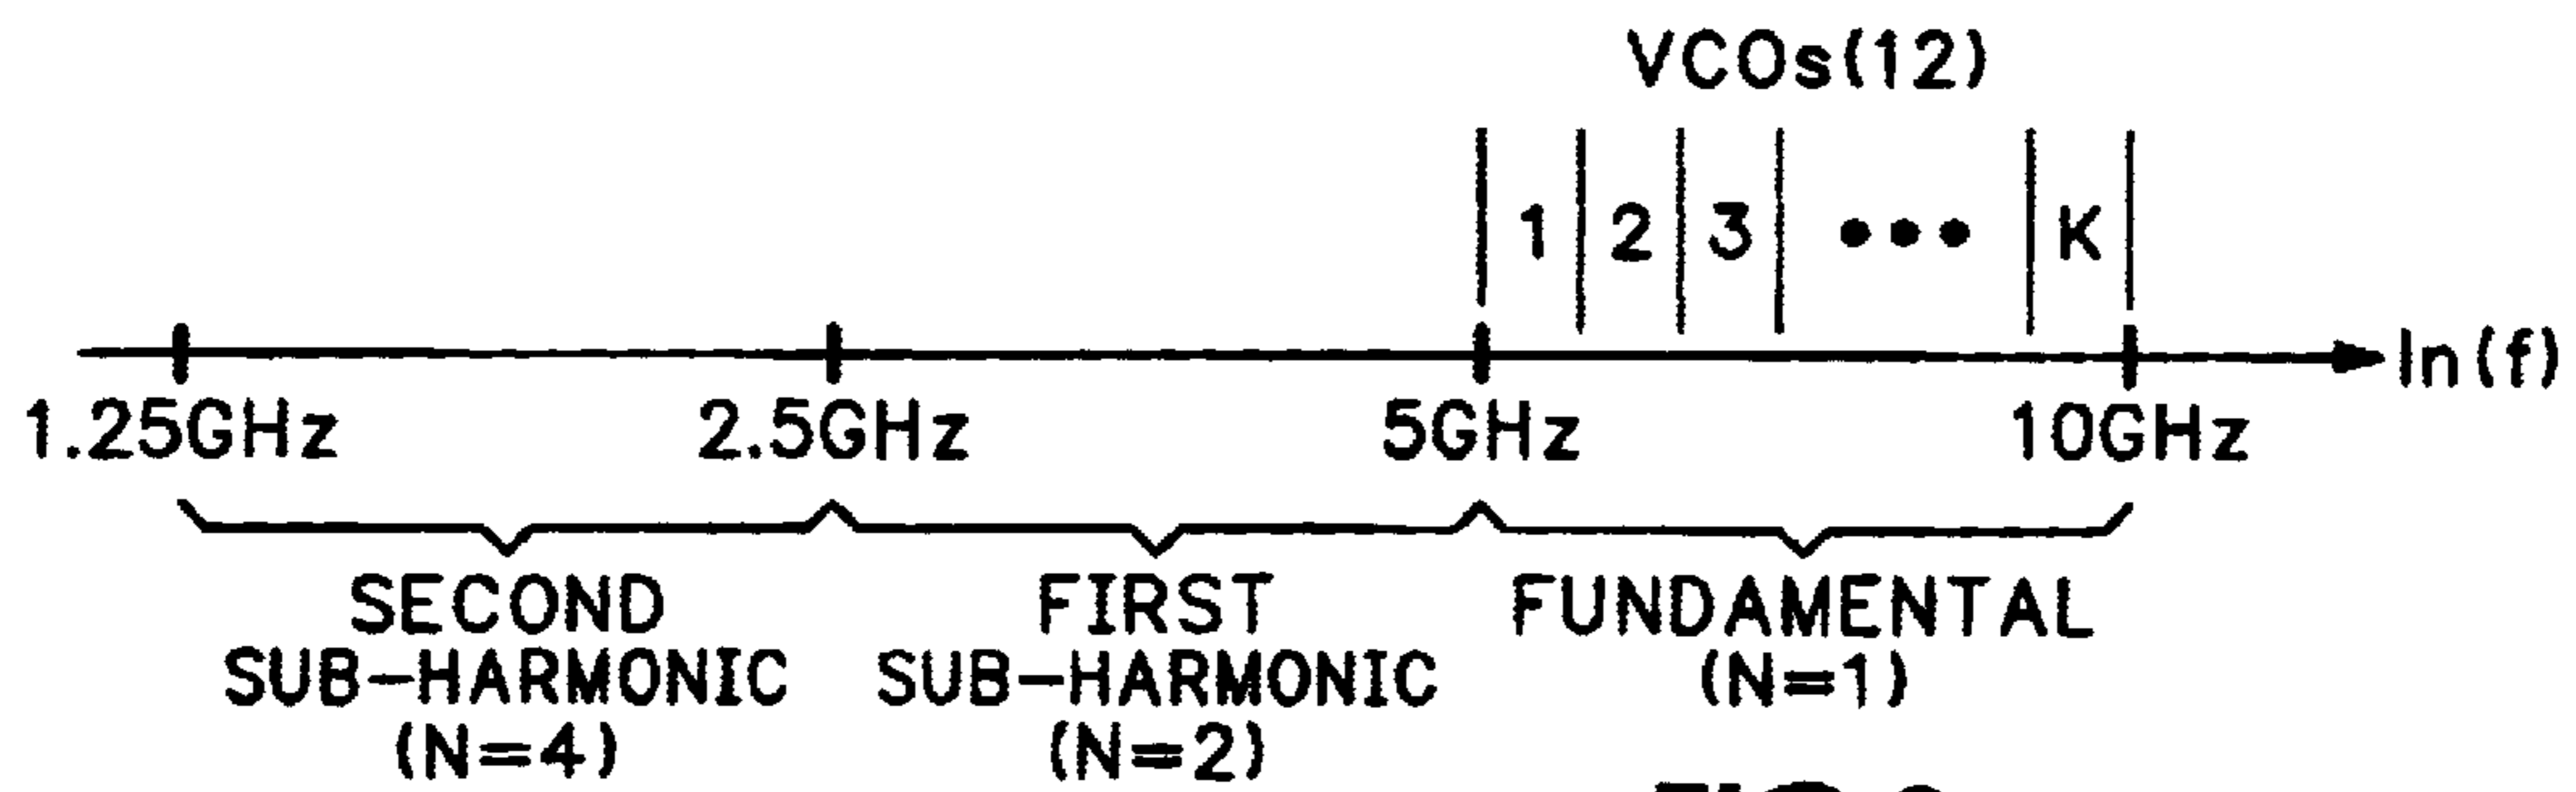 VCOs(12)
1 2 3 ••• K
ln(f)
1.25GHz 2.5GHz 5GHz 10GHz
SECOND
SUB-HARMONIC
(N=4)
FIRST
SUB-HARMONIC
(N=2)
FUNDAMENTAL
(N=1)